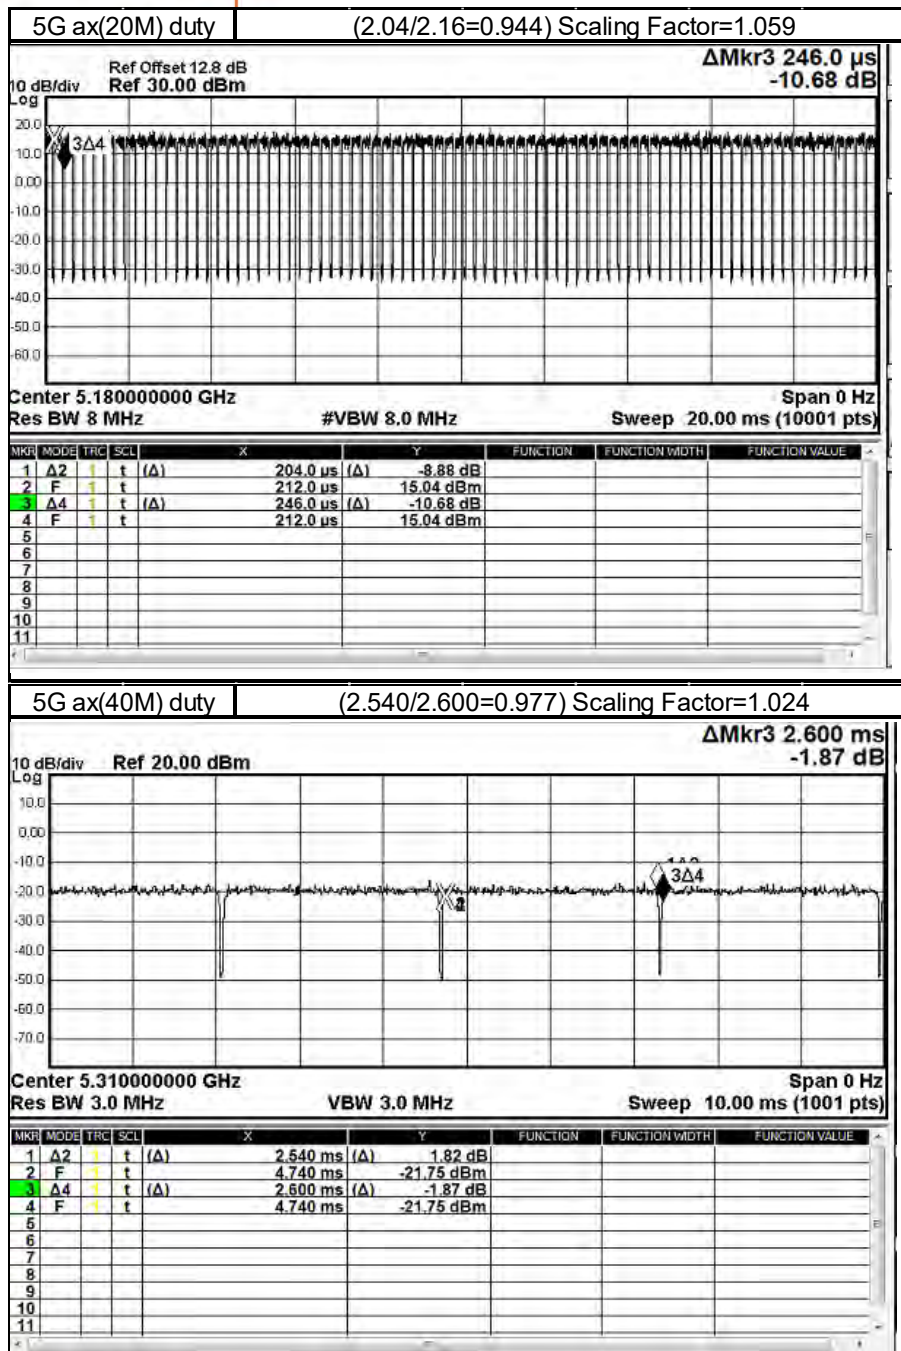 5G ax(20M) duty (2.04/2.16=0.944) Scaling Factor=1.059
ΔMkr3 246.0 µs
Ref Offset 12.8 dB
-10.68 dB
10 dB/div Ref 30.00 dBm
Log
20.0
3Δ4
10.0
0.00
-10.0
-20.0
-30.0
-40.0
-50.0
-60.0
Center 5.180000000 GHz Span 0 Hz
Res BW 8 MHz #VBW 8.0 MHz Sweep 20.00 ms (10001 pts)
MKR MODE TRC SCL X Y FUNCTION FUNCTION WIDTH FUNCTION VALUE
1 Δ2 1 t (Δ) 204.0 µs (Δ) -8.88 dB
2 F 1 t 212.0 µs 15.04 dBm
3 Δ4 1 t (Δ) 246.0 µs (Δ) -10.68 dB
4 F 1 t 212.0 µs 15.04 dBm
5
6
7
8
9
10
11
5G ax(40M) duty (2.540/2.600=0.977) Scaling Factor=1.024
ΔMkr3 2.600 ms
-1.87 dB
10 dB/div Ref 20.00 dBm
Log
10.0
0.00
-10.0
3Δ4
-20.0
-30.0
-40.0
-50.0
-60.0
-70.0
Center 5.310000000 GHz Span 0 Hz
Res BW 3.0 MHz VBW 3.0 MHz Sweep 10.00 ms (1001 pts)
MKR MODE TRC SCL X Y FUNCTION FUNCTION WIDTH FUNCTION VALUE
1 Δ2 1 t (Δ) 2.540 ms (Δ) 1.82 dB
2 F 1 t 4.740 ms -21.75 dBm
3 Δ4 1 t (Δ) 2.600 ms (Δ) -1.87 dB
4 F 1 t 4.740 ms -21.75 dBm
5
6
7
8
9
10
11